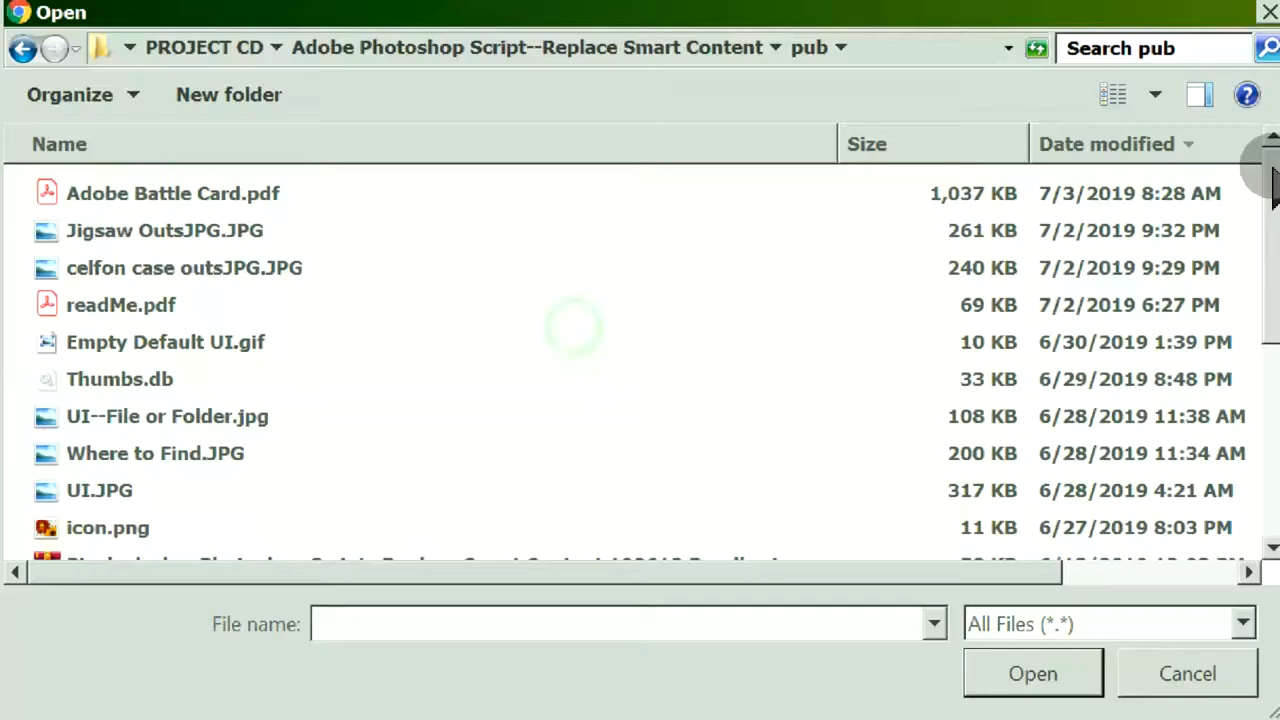 Open
PROJECT CD Adobe Photoshop Script--Replace Smart Content pub Search pub
Organize New folder
Name Size Date modified
Adobe Battle Card.pdf 1,037 KB 7/3/2019 8:28 AM
Jigsaw OutsJPG.JPG 261 KB 7/2/2019 9:32 PM
celfon case outsJPG.JPG 240 KB 7/2/2019 9:29 PM
readMe.pdf 69 KB 7/2/2019 6:27 PM
Empty Default UI.gif 10 KB 6/30/2019 1:39 PM
Thumbs.db 33 KB 6/29/2019 8:48 PM
UI--File or Folder.jpg 108 KB 6/28/2019 11:38 AM
Where to Find.JPG 200 KB 6/28/2019 11:34 AM
UI.JPG 317 KB 6/28/2019 4:21 AM
icon.png 11 KB 6/27/2019 8:03 PM
File name: All Files (*.*)
Open Cancel